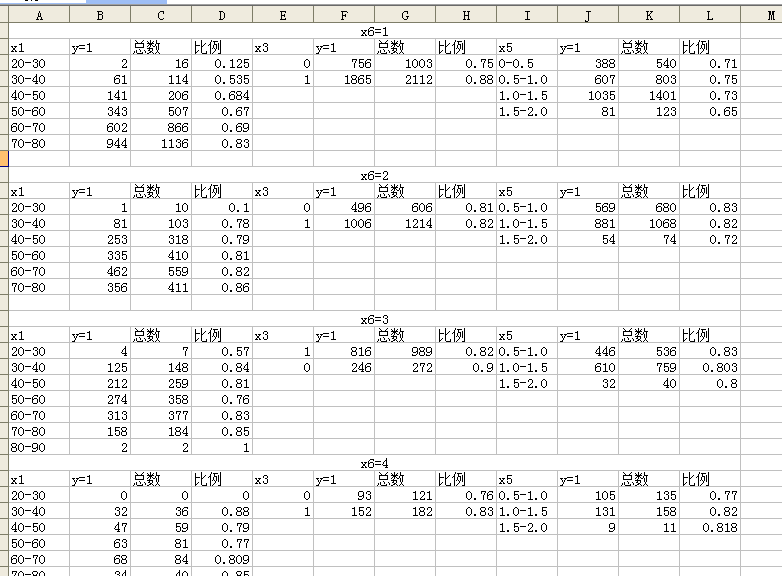 A B C D E F G H I J K L M
x6=1
x1 y=1 总数 比例 x3 y=1 总数 比例 x5 y=1 总数 比例
20-30 2 16 0.125 0 756 1003 0.75 0-0.5 388 540 0.71
30-40 61 114 0.535 1 1865 2112 0.88 0.5-1.0 607 803 0.75
40-50 141 206 0.684 1.0-1.5 1035 1401 0.73
50-60 343 507 0.67 1.5-2.0 81 123 0.65
60-70 602 866 0.69
70-80 944 1136 0.83
x6=2
x1 y=1 总数 比例 x3 y=1 总数 比例 x5 y=1 总数 比例
20-30 1 10 0.1 0 496 606 0.81 0.5-1.0 569 680 0.83
30-40 81 103 0.78 1 1006 1214 0.82 1.0-1.5 881 1068 0.82
40-50 253 318 0.79 1.5-2.0 54 74 0.72
50-60 335 410 0.81
60-70 462 559 0.82
70-80 356 411 0.86
x6=3
x1 y=1 总数 比例 x3 y=1 总数 比例 x5 y=1 总数 比例
20-30 4 7 0.57 1 816 989 0.82 0.5-1.0 446 536 0.83
30-40 125 148 0.84 0 246 272 0.9 1.0-1.5 610 759 0.803
40-50 212 259 0.81 1.5-2.0 32 40 0.8
50-60 274 358 0.76
60-70 313 377 0.83
70-80 158 184 0.85
80-90 2 2 1
x6=4
x1 y=1 总数 比例 x3 y=1 总数 比例 x5 y=1 总数 比例
20-30 0 0 0 0 93 121 0.76 0.5-1.0 105 135 0.77
30-40 32 36 0.88 1 152 182 0.83 1.0-1.5 131 158 0.82
40-50 47 59 0.79 1.5-2.0 9 11 0.818
50-60 63 81 0.77
60-70 68 84 0.809
70-80 34 40 0.85